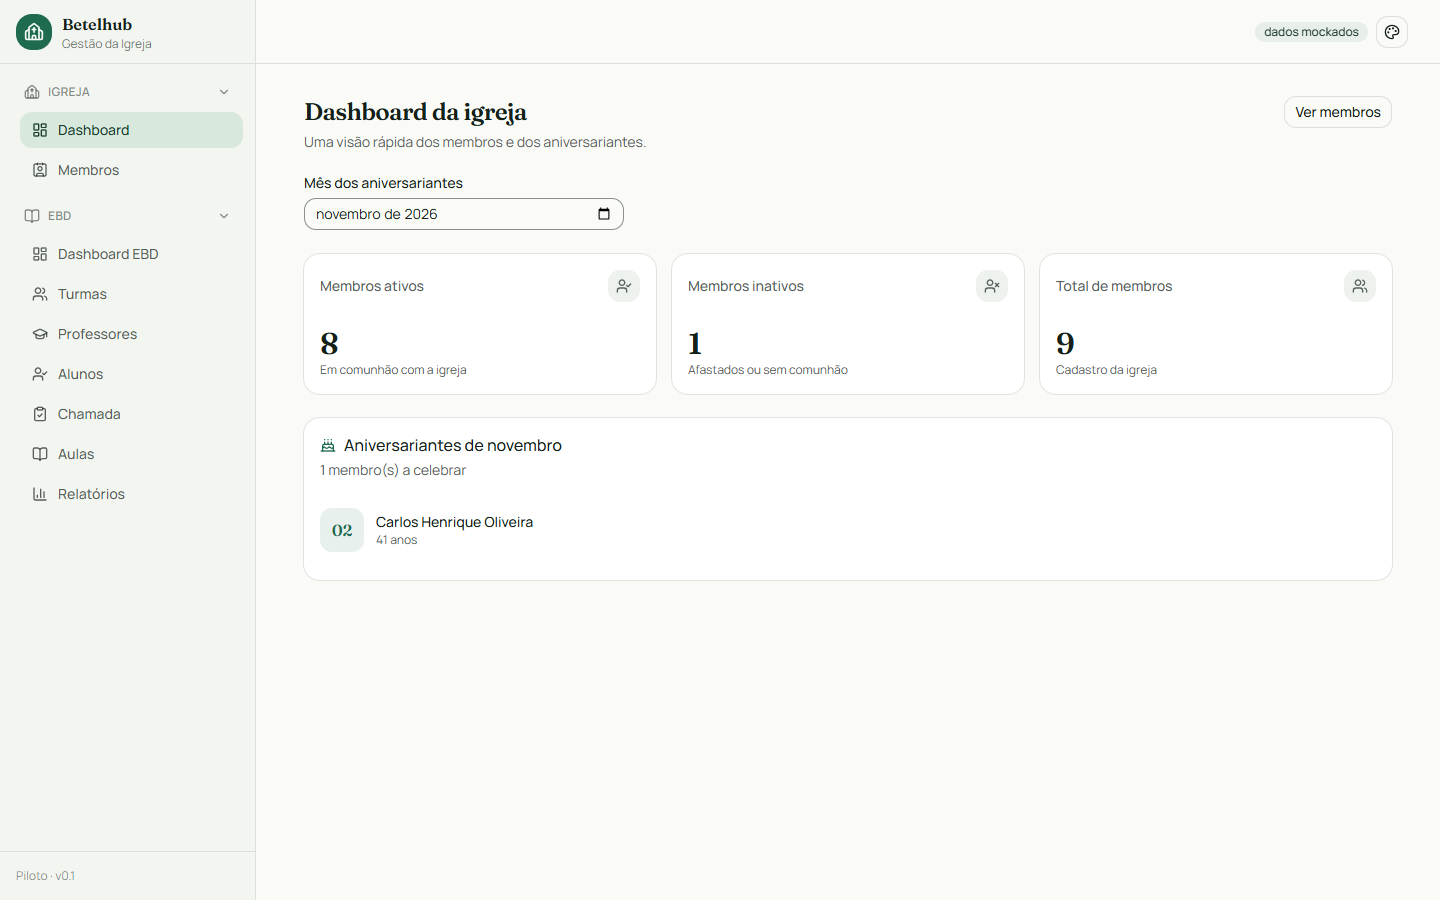 Betelhub
Gestão da Igreja
dados mockados
IGREJA
Dashboard
Membros
EBD
Dashboard EBD
Turmas
Professores
Alunos
Chamada
Aulas
Relatórios
Piloto · v0.1
Dashboard da igreja
Ver membros
Uma visão rápida dos membros e dos aniversariantes.
Mês dos aniversariantes
novembro de 2026
Membros ativos
8
Em comunhão com a igreja
Membros inativos
1
Afastados ou sem comunhão
Total de membros
9
Cadastro da igreja
Aniversariantes de novembro
1 membro(s) a celebrar
02
Carlos Henrique Oliveira
41 anos